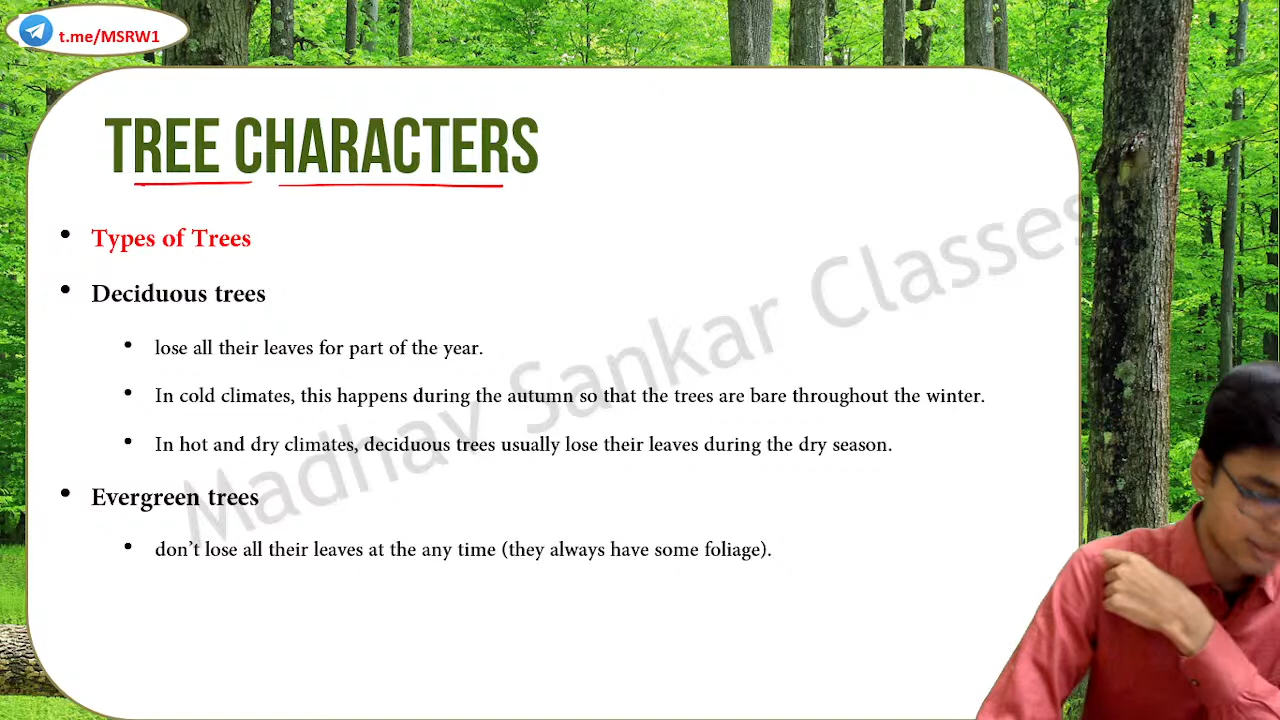 t.me/MSRW1
TREE CHARACTERS
• Types of Trees
• Deciduous trees
• lose all their leaves for part of the year.
• In cold climates, this happens during the autumn so that the trees are bare throughout the winter.
• In hot and dry climates, deciduous trees usually lose their leaves during the dry season.
• Evergreen trees
• don't lose all their leaves at the any time (they always have some foliage).
Madhav Sankar Classes